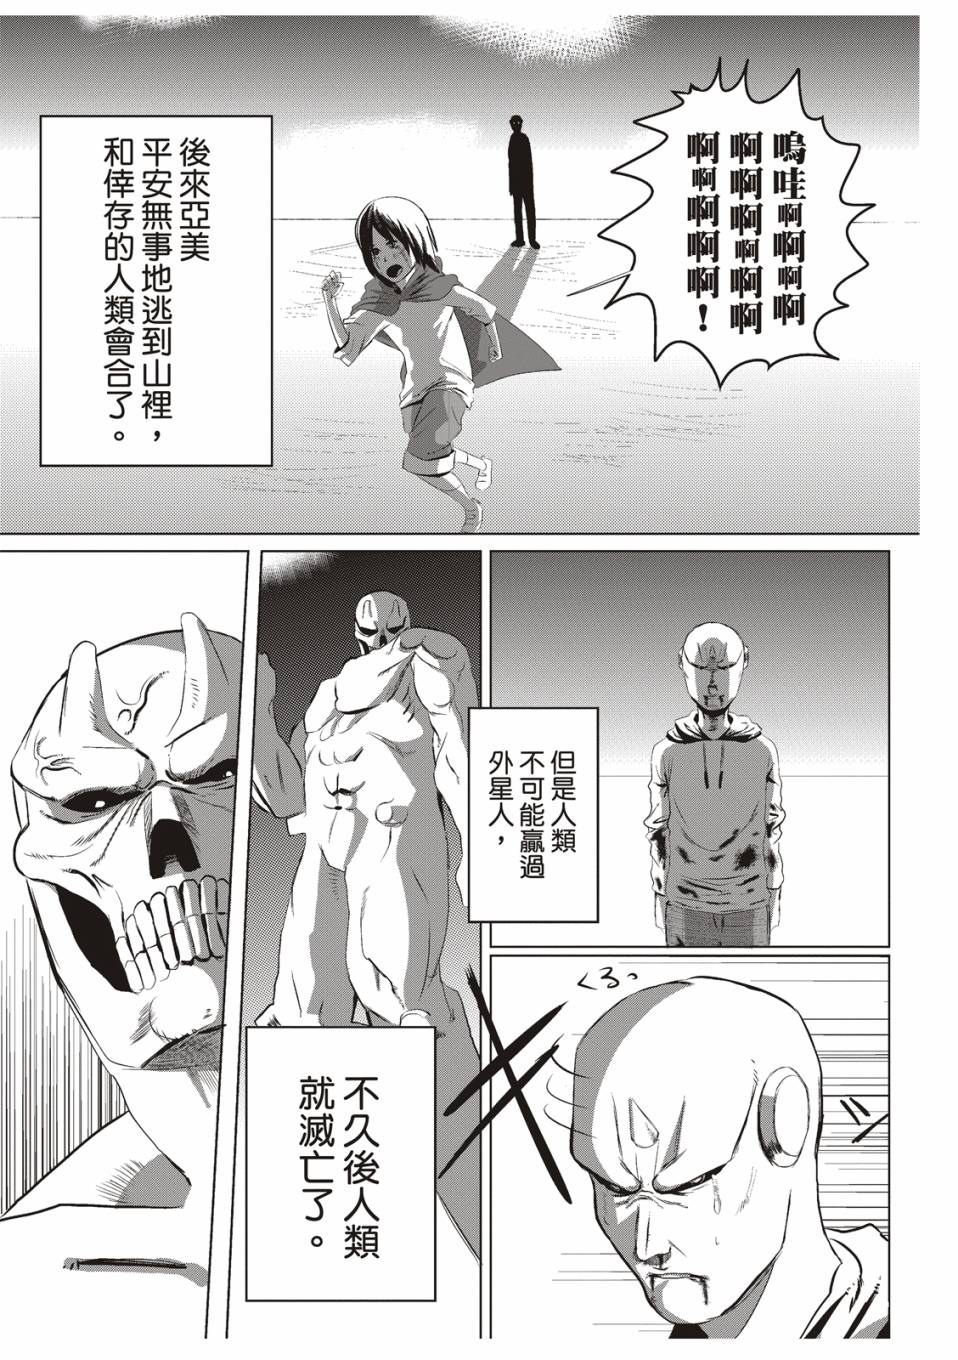 嗚哇啊啊啊啊
啊啊啊啊啊啊
啊啊啊啊啊！
後來亞美
平安無事地逃到山裡，
和倖存的人類會合了。
但是人類
不可能贏過
外星人，
くるっ
不久後人類
就滅亡了。